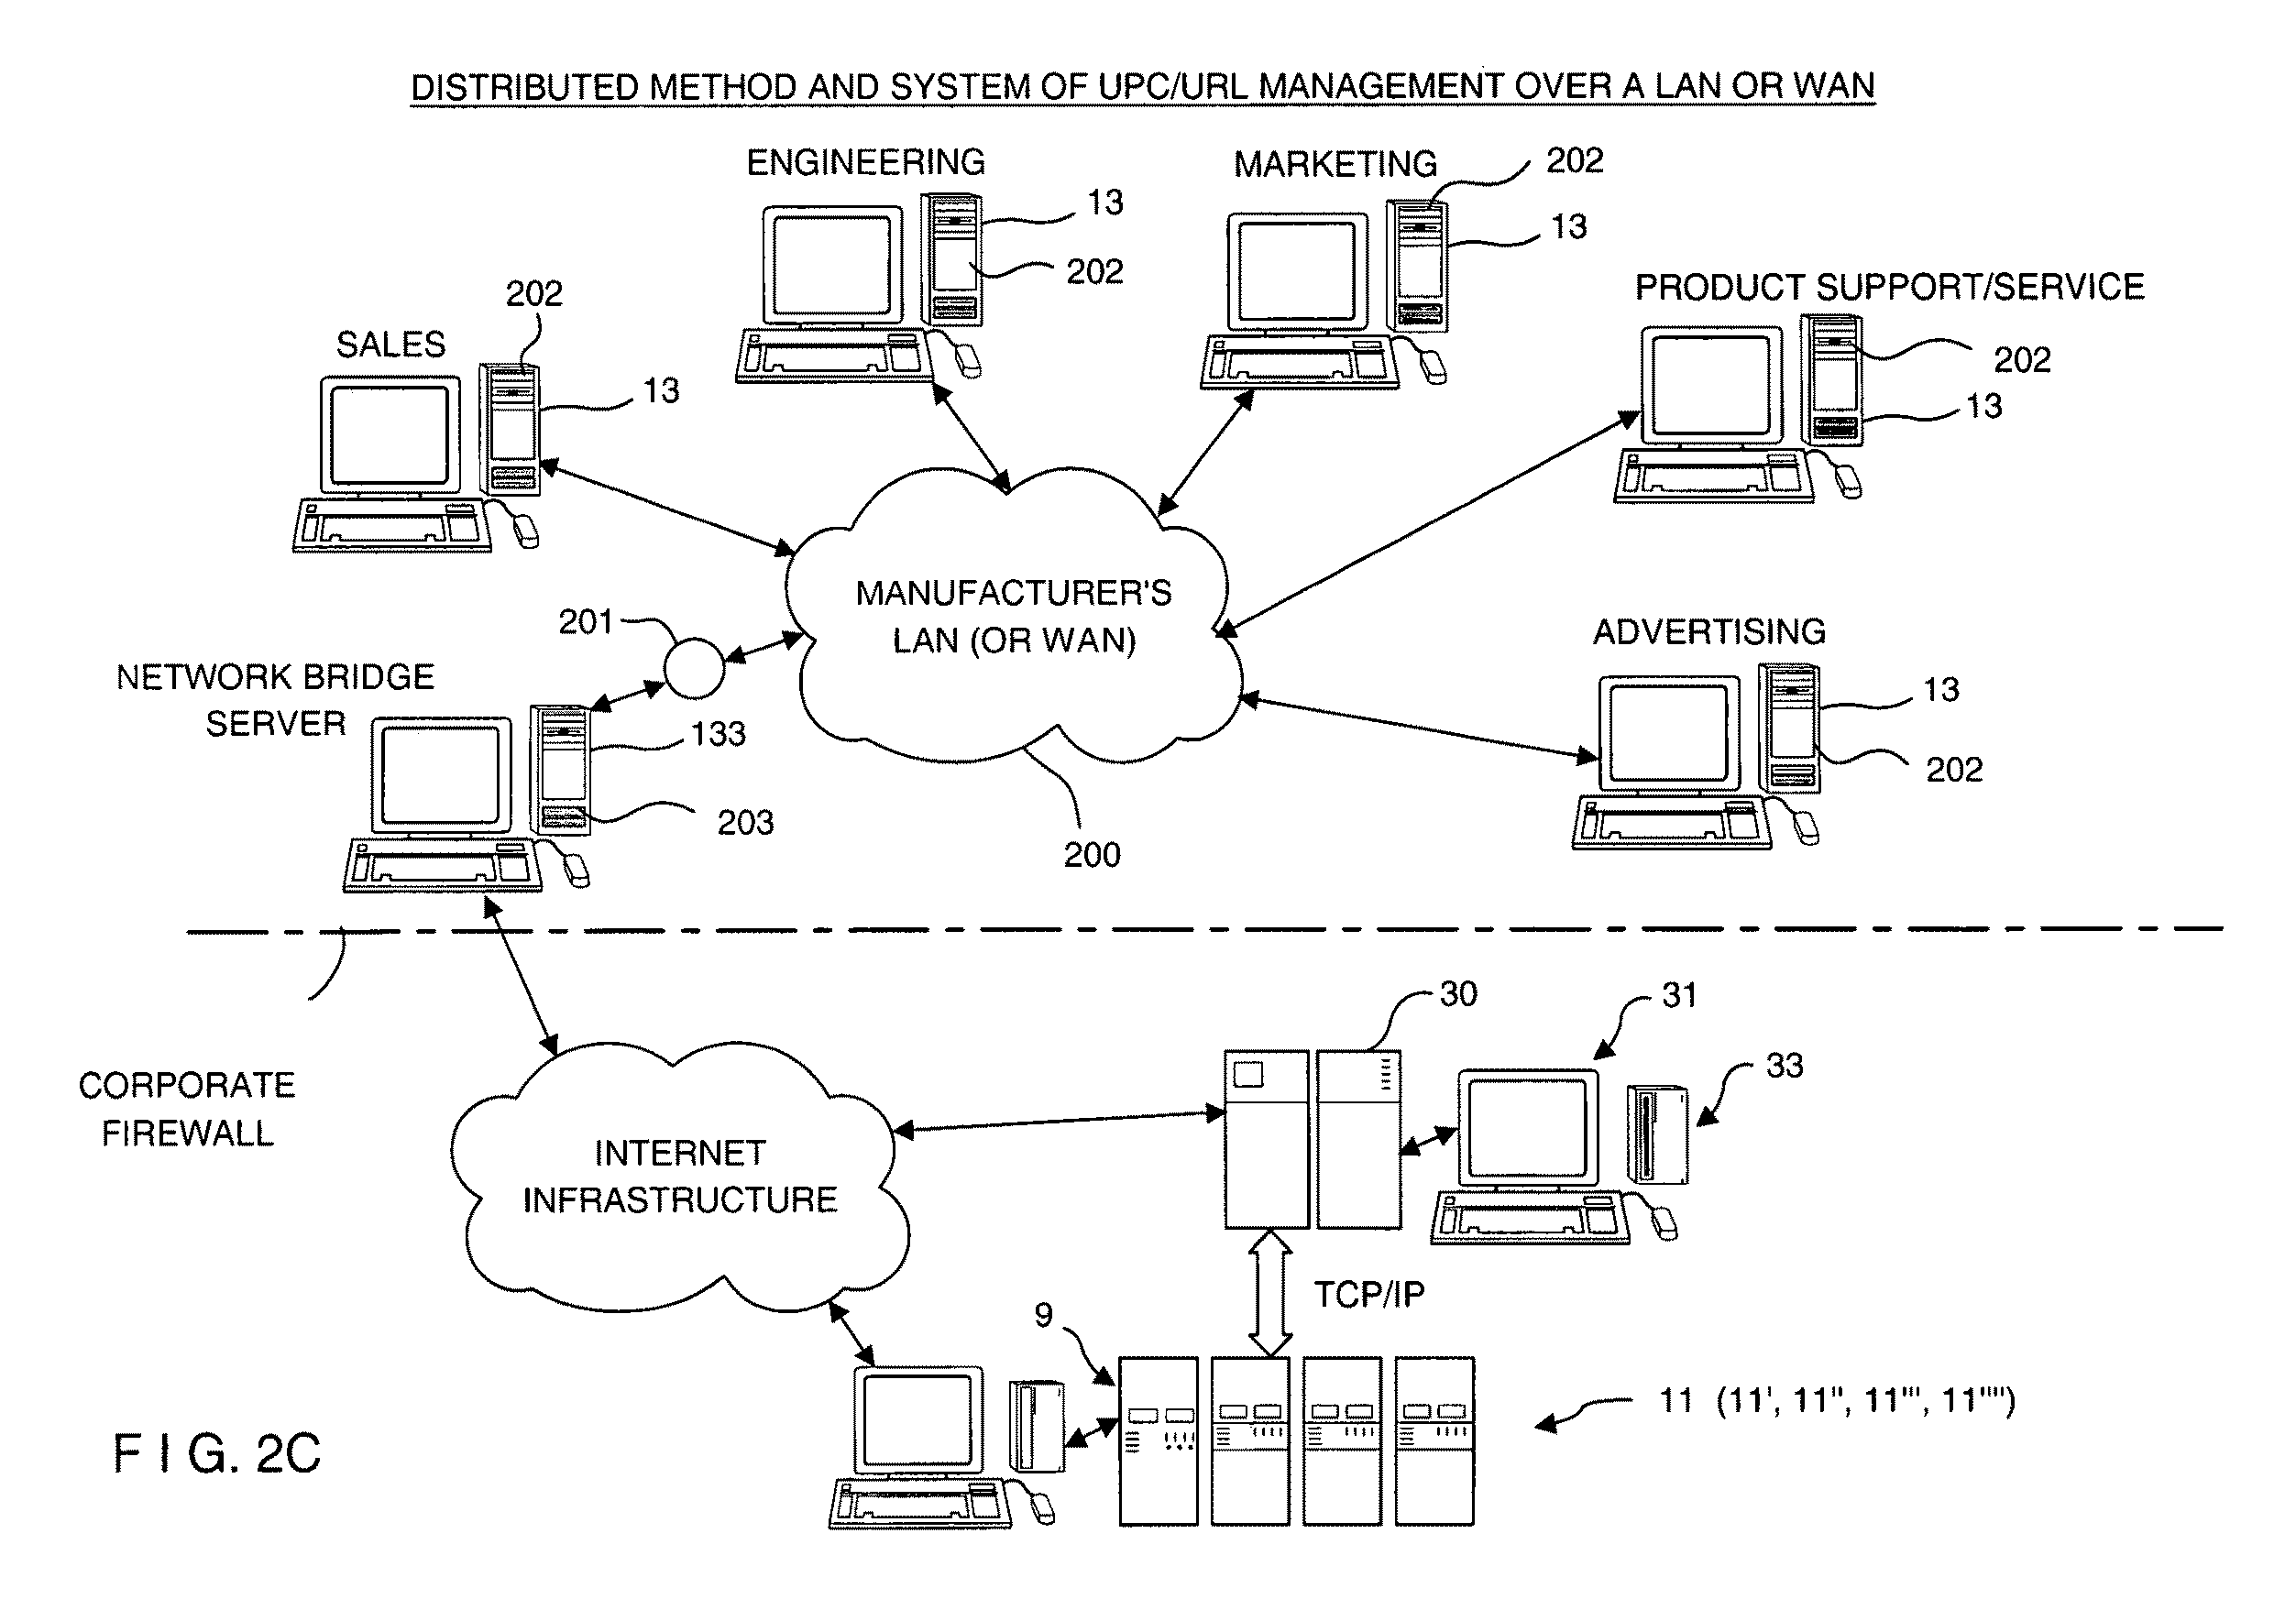 DISTRIBUTED METHOD AND SYSTEM OF UPC/URL MANAGEMENT OVER A LAN OR WAN
ENGINEERING
13
202
MARKETING
202
13
PRODUCT SUPPORT/SERVICE
202
13
SALES
202
13
MANUFACTURER'S
LAN (OR WAN)
200
201
NETWORK BRIDGE
SERVER
133
203
ADVERTISING
13
202
CORPORATE
FIREWALL
INTERNET
INFRASTRUCTURE
30
31
33
TCP/IP
9
11 (11', 11'', 11''', 11'''')
FIG. 2C